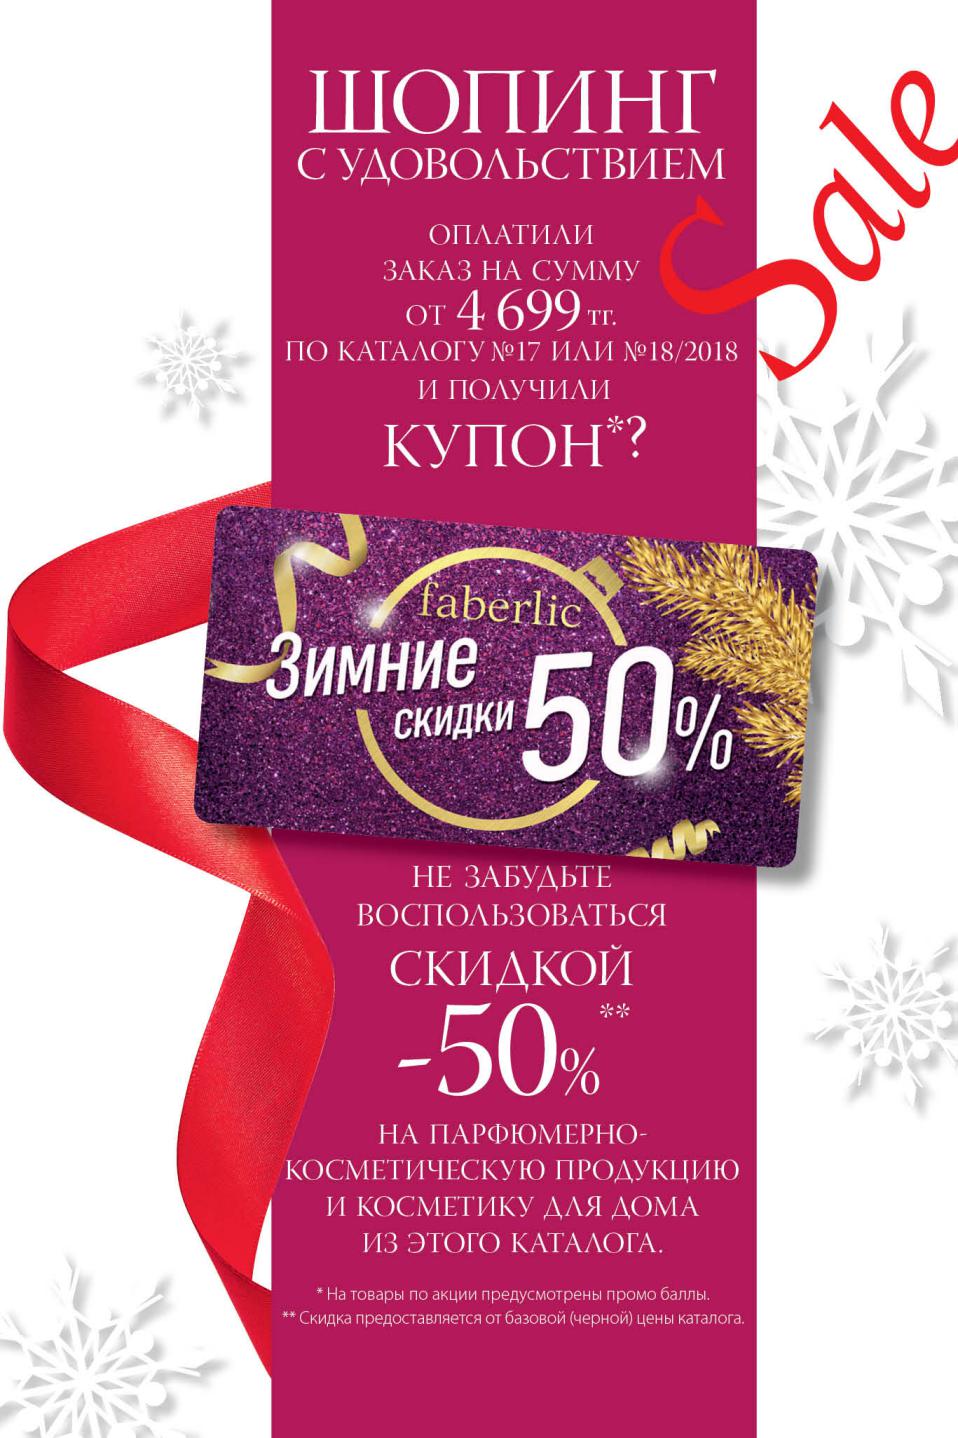 ШОПИНГ
С УДОВОЛЬСТВИЕМ
Sale
ОПЛАТИЛИ
ЗАКАЗ НА СУММУ
ОТ 4 699 тг.
ПО КАТАЛОГУ №17 ИЛИ №18/2018
И ПОЛУЧИЛИ
КУПОН*?
faberlic
Зимние
скидки 50%
НЕ ЗАБУДЬТЕ
ВОСПОЛЬЗОВАТЬСЯ
СКИДКОЙ
-50%**
НА ПАРФЮМЕРНО-
КОСМЕТИЧЕСКУЮ ПРОДУКЦИЮ
И КОСМЕТИКУ ДЛЯ ДОМА
ИЗ ЭТОГО КАТАЛОГА.
* На товары по акции предусмотрены промо баллы.
** Скидка предоставляется от базовой (черной) цены каталога.